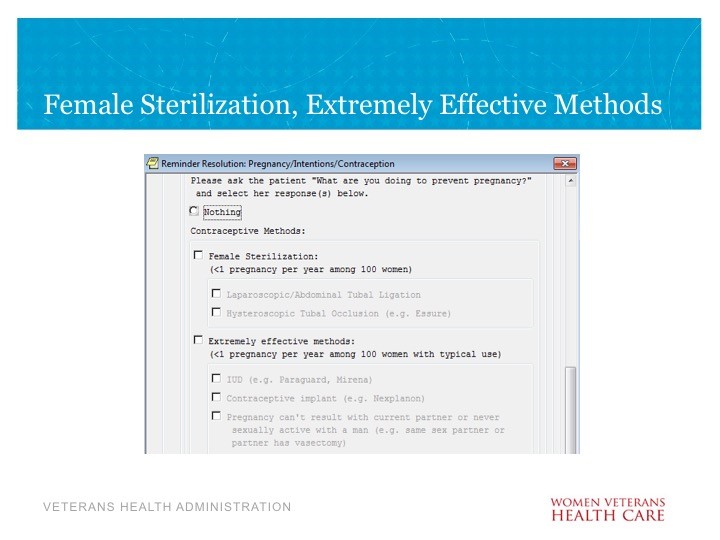 Female Sterilization, Extremely Effective Methods
Reminder Resolution: Pregnancy/Intentions/Contraception
Please ask the patient "What are you doing to prevent pregnancy?"
and select her response(s) below.
Nothing
Contraceptive Methods:
Female Sterilization:
(<1 pregnancy per year among 100 women)
Laparoscopic/Abdominal Tubal Ligation
Hysteroscopic Tubal Occlusion (e.g. Essure)
Extremely effective methods:
(<1 pregnancy per year among 100 women with typical use)
IUD (e.g. Paraguard, Mirena)
Contraceptive implant (e.g. Nexplanon)
Pregnancy can't result with current partner or never
sexually active with a man (e.g. same sex partner or
partner has vasectomy)
VETERANS HEALTH ADMINISTRATION
WOMEN VETERANS
HEALTH CARE